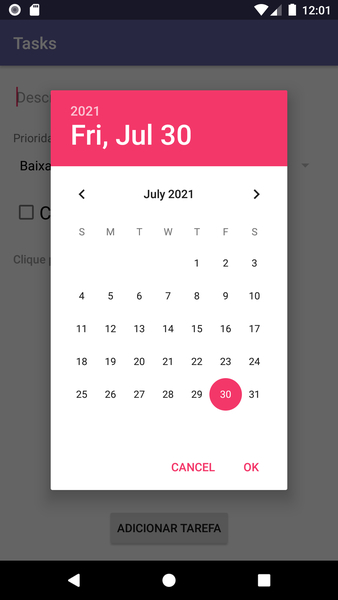 12:01
Tasks
Descr
2021
Fri, Jul 30
Priorida
July 2021
Baixa
S M T W T F S
C
1 2 3
Clique p
4 5 6 7 8 9 10
11 12 13 14 15 16 17
18 19 20 21 22 23 24
25 26 27 28 29 30 31
CANCEL OK
ADICIONAR TAREFA